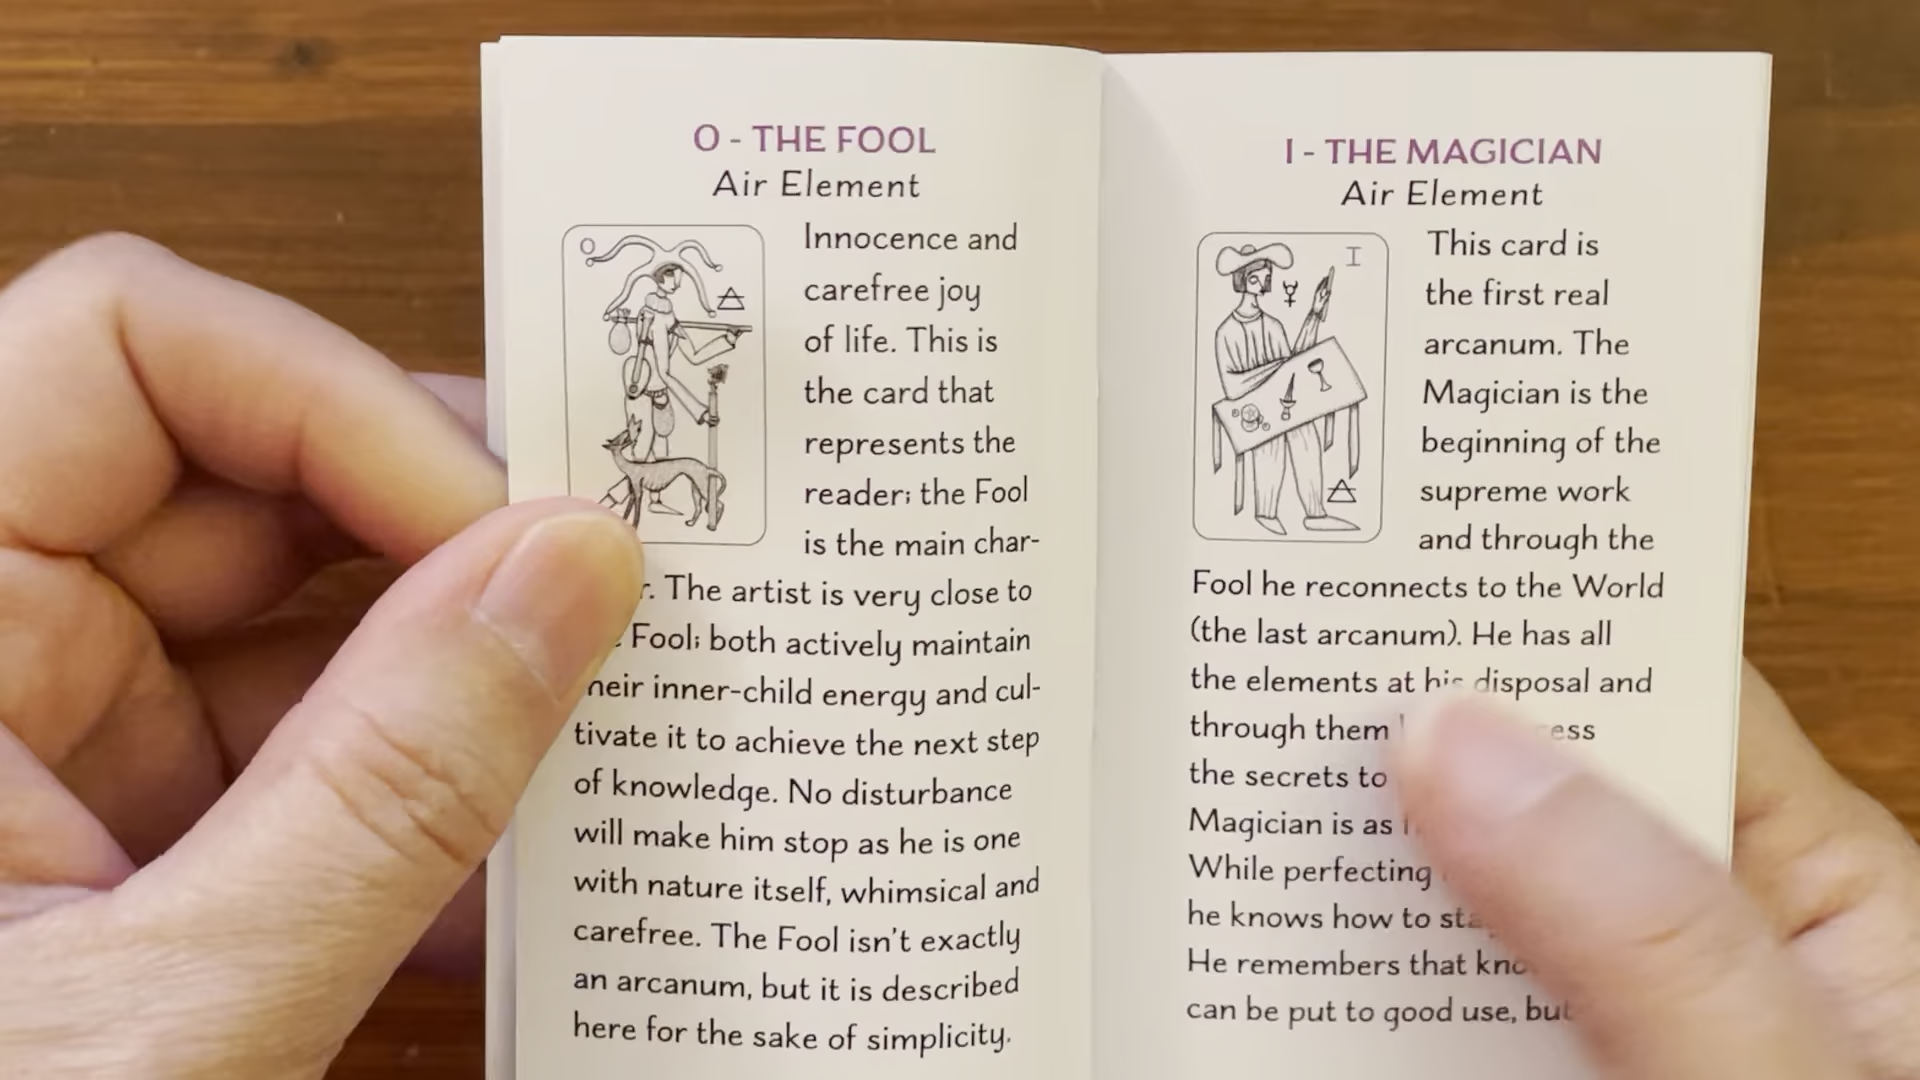 0 - THE FOOL
Air Element
0
Innocence and
carefree joy
of life. This is
the card that
represents the
reader; the Fool
is the main char-
The artist is very close to
Fool; both actively maintain
inner-child energy and cul-
tivate it to achieve the next step
of knowledge. No disturbance
will make him stop as he is one
with nature itself, whimsical and
carefree. The Fool isn't exactly
an arcanum, but it is described
here for the sake of simplicity.
I - THE MAGICIAN
Air Element
I
This card is
the first real
arcanum. The
Magician is the
beginning of the
supreme work
and through the
Fool he reconnects to the World
(the last arcanum). He has all
the elements at his disposal and
through them
the secrets to
Magician is as
While perfecting
he knows how to
He remembers that
can be put to good use, but